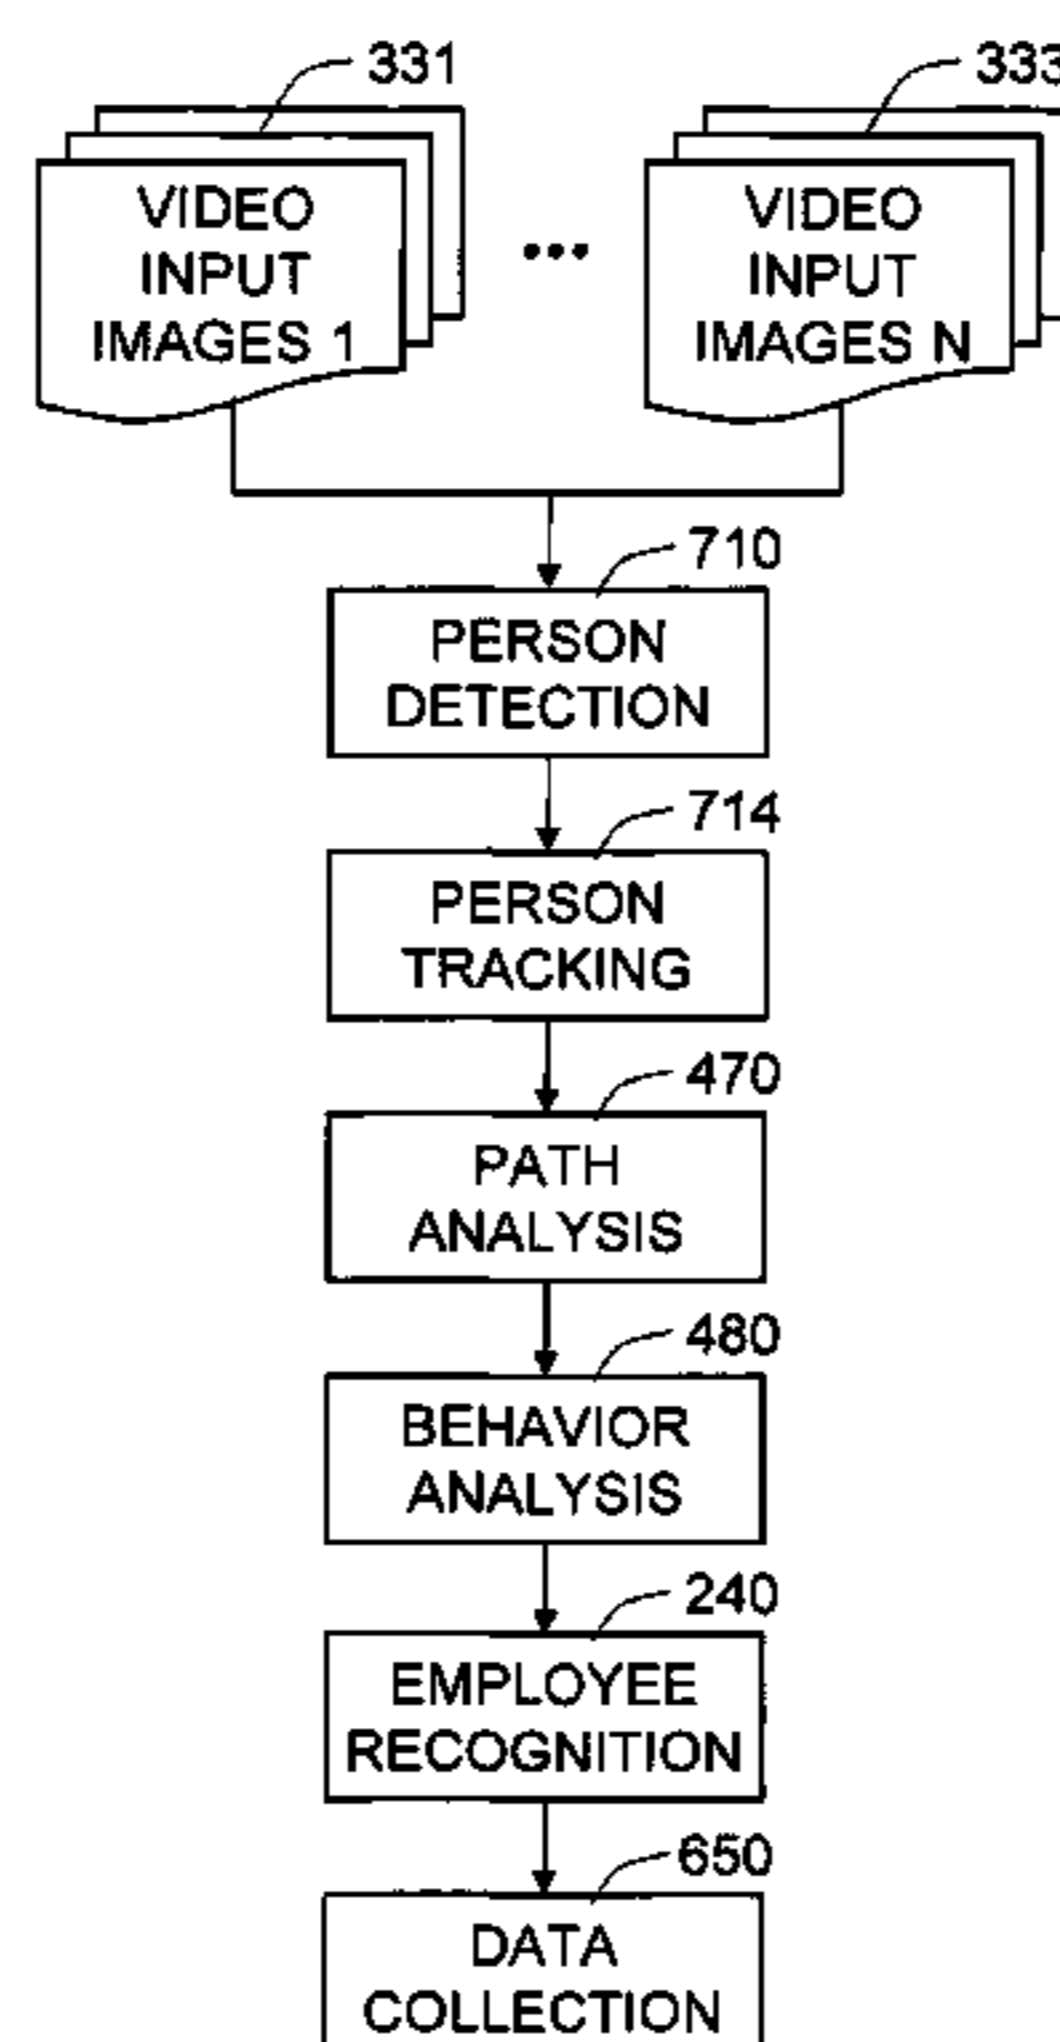 331
333
VIDEO
INPUT
IMAGES 1
...
VIDEO
INPUT
IMAGES N
710
PERSON
DETECTION
714
PERSON
TRACKING
470
PATH
ANALYSIS
480
BEHAVIOR
ANALYSIS
240
EMPLOYEE
RECOGNITION
650
DATA
COLLECTION